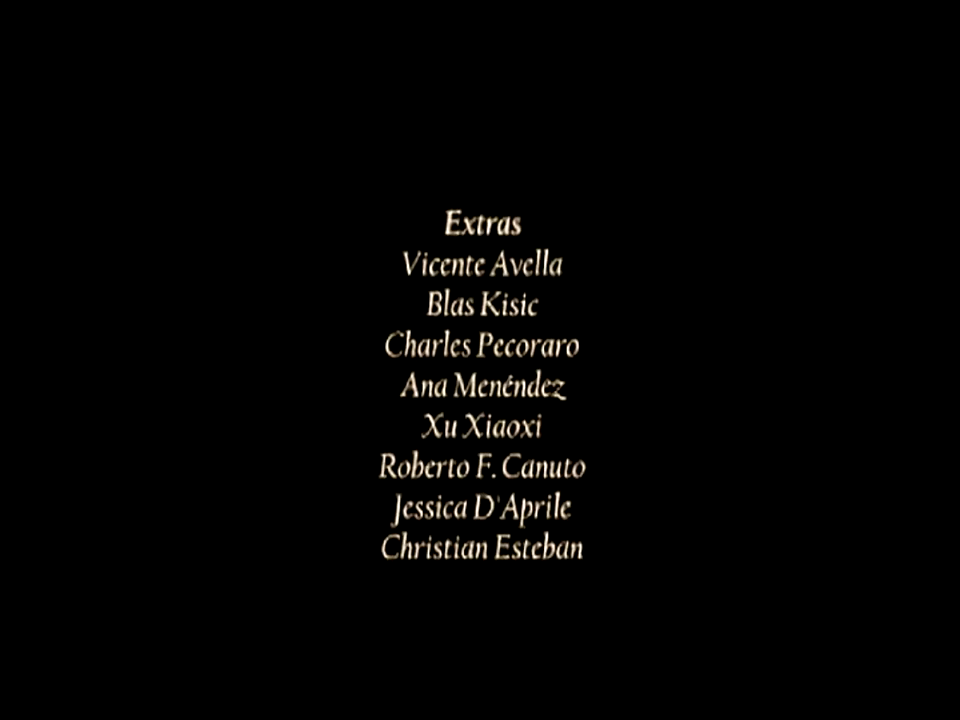 Extras
Vicente Avella
Blas Kisic
Charles Pecoraro
Ana Menéndez
Xu Xiaoxi
Roberto F. Canuto
Jessica D'Aprile
Christian Esteban